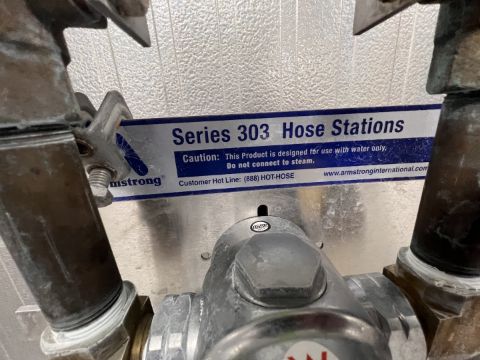 Series 303 Hose Stations
Caution: This Product is designed for use with water only.
Do not connect to steam.
Customer Hot Line: (888) HOT-HOSE
www.armstronginternational.com
mstrong®